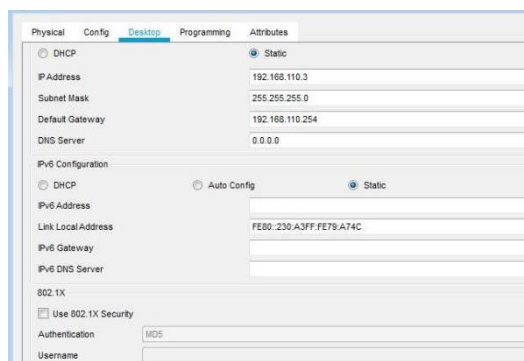 Physical Config Desktop Programming Attributes
DHCP Static
IP Address 192.168.110.3
Subnet Mask 255.255.255.0
Default Gateway 192.168.110.254
DNS Server 0.0.0.0
IPv6 Configuration
DHCP Auto Config Static
IPv6 Address
Link Local Address FE80::230:A3FF:FE79:A74C
IPv6 Gateway
IPv6 DNS Server
802.1X
Use 802.1X Security
Authentication MD5
Username